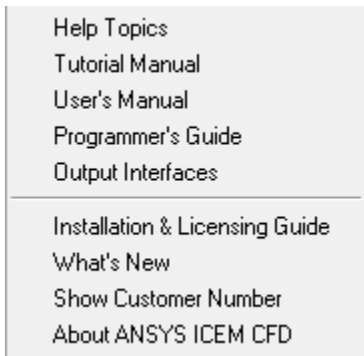 Help Topics
Tutorial Manual
User's Manual
Programmer's Guide
Output Interfaces
Installation & Licensing Guide
What's New
Show Customer Number
About ANSYS ICEM CFD